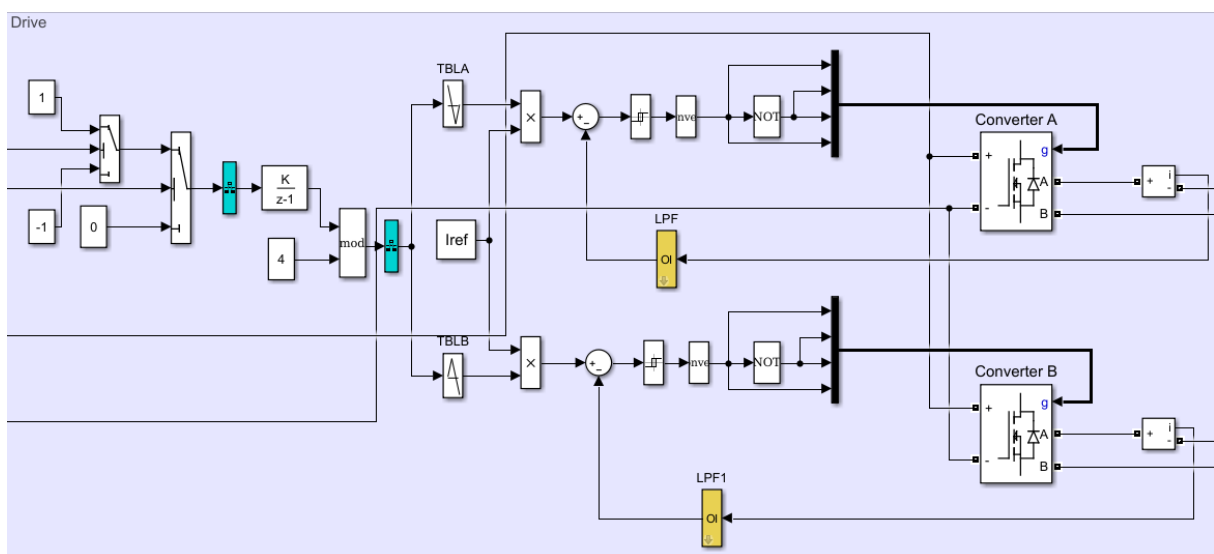 Drive
TBLA
1
-1
0
K
z-1
4
mod
Iref
×
+
−
nve
NOT
LPF
OI
Converter A
g
+
-
A
B
+
i
-
TBLB
×
+
−
nve
NOT
LPF1
OI
Converter B
g
+
-
A
B
+
i
-